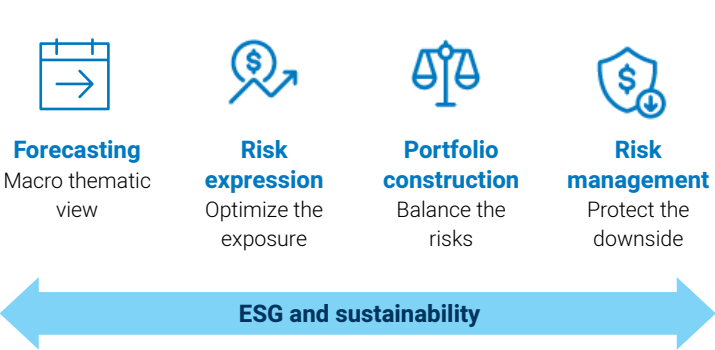 Forecasting
Macro thematic
view
Risk
expression
Optimize the
exposure
Portfolio
construction
Balance the
risks
Risk
management
Protect the
downside
ESG and sustainability